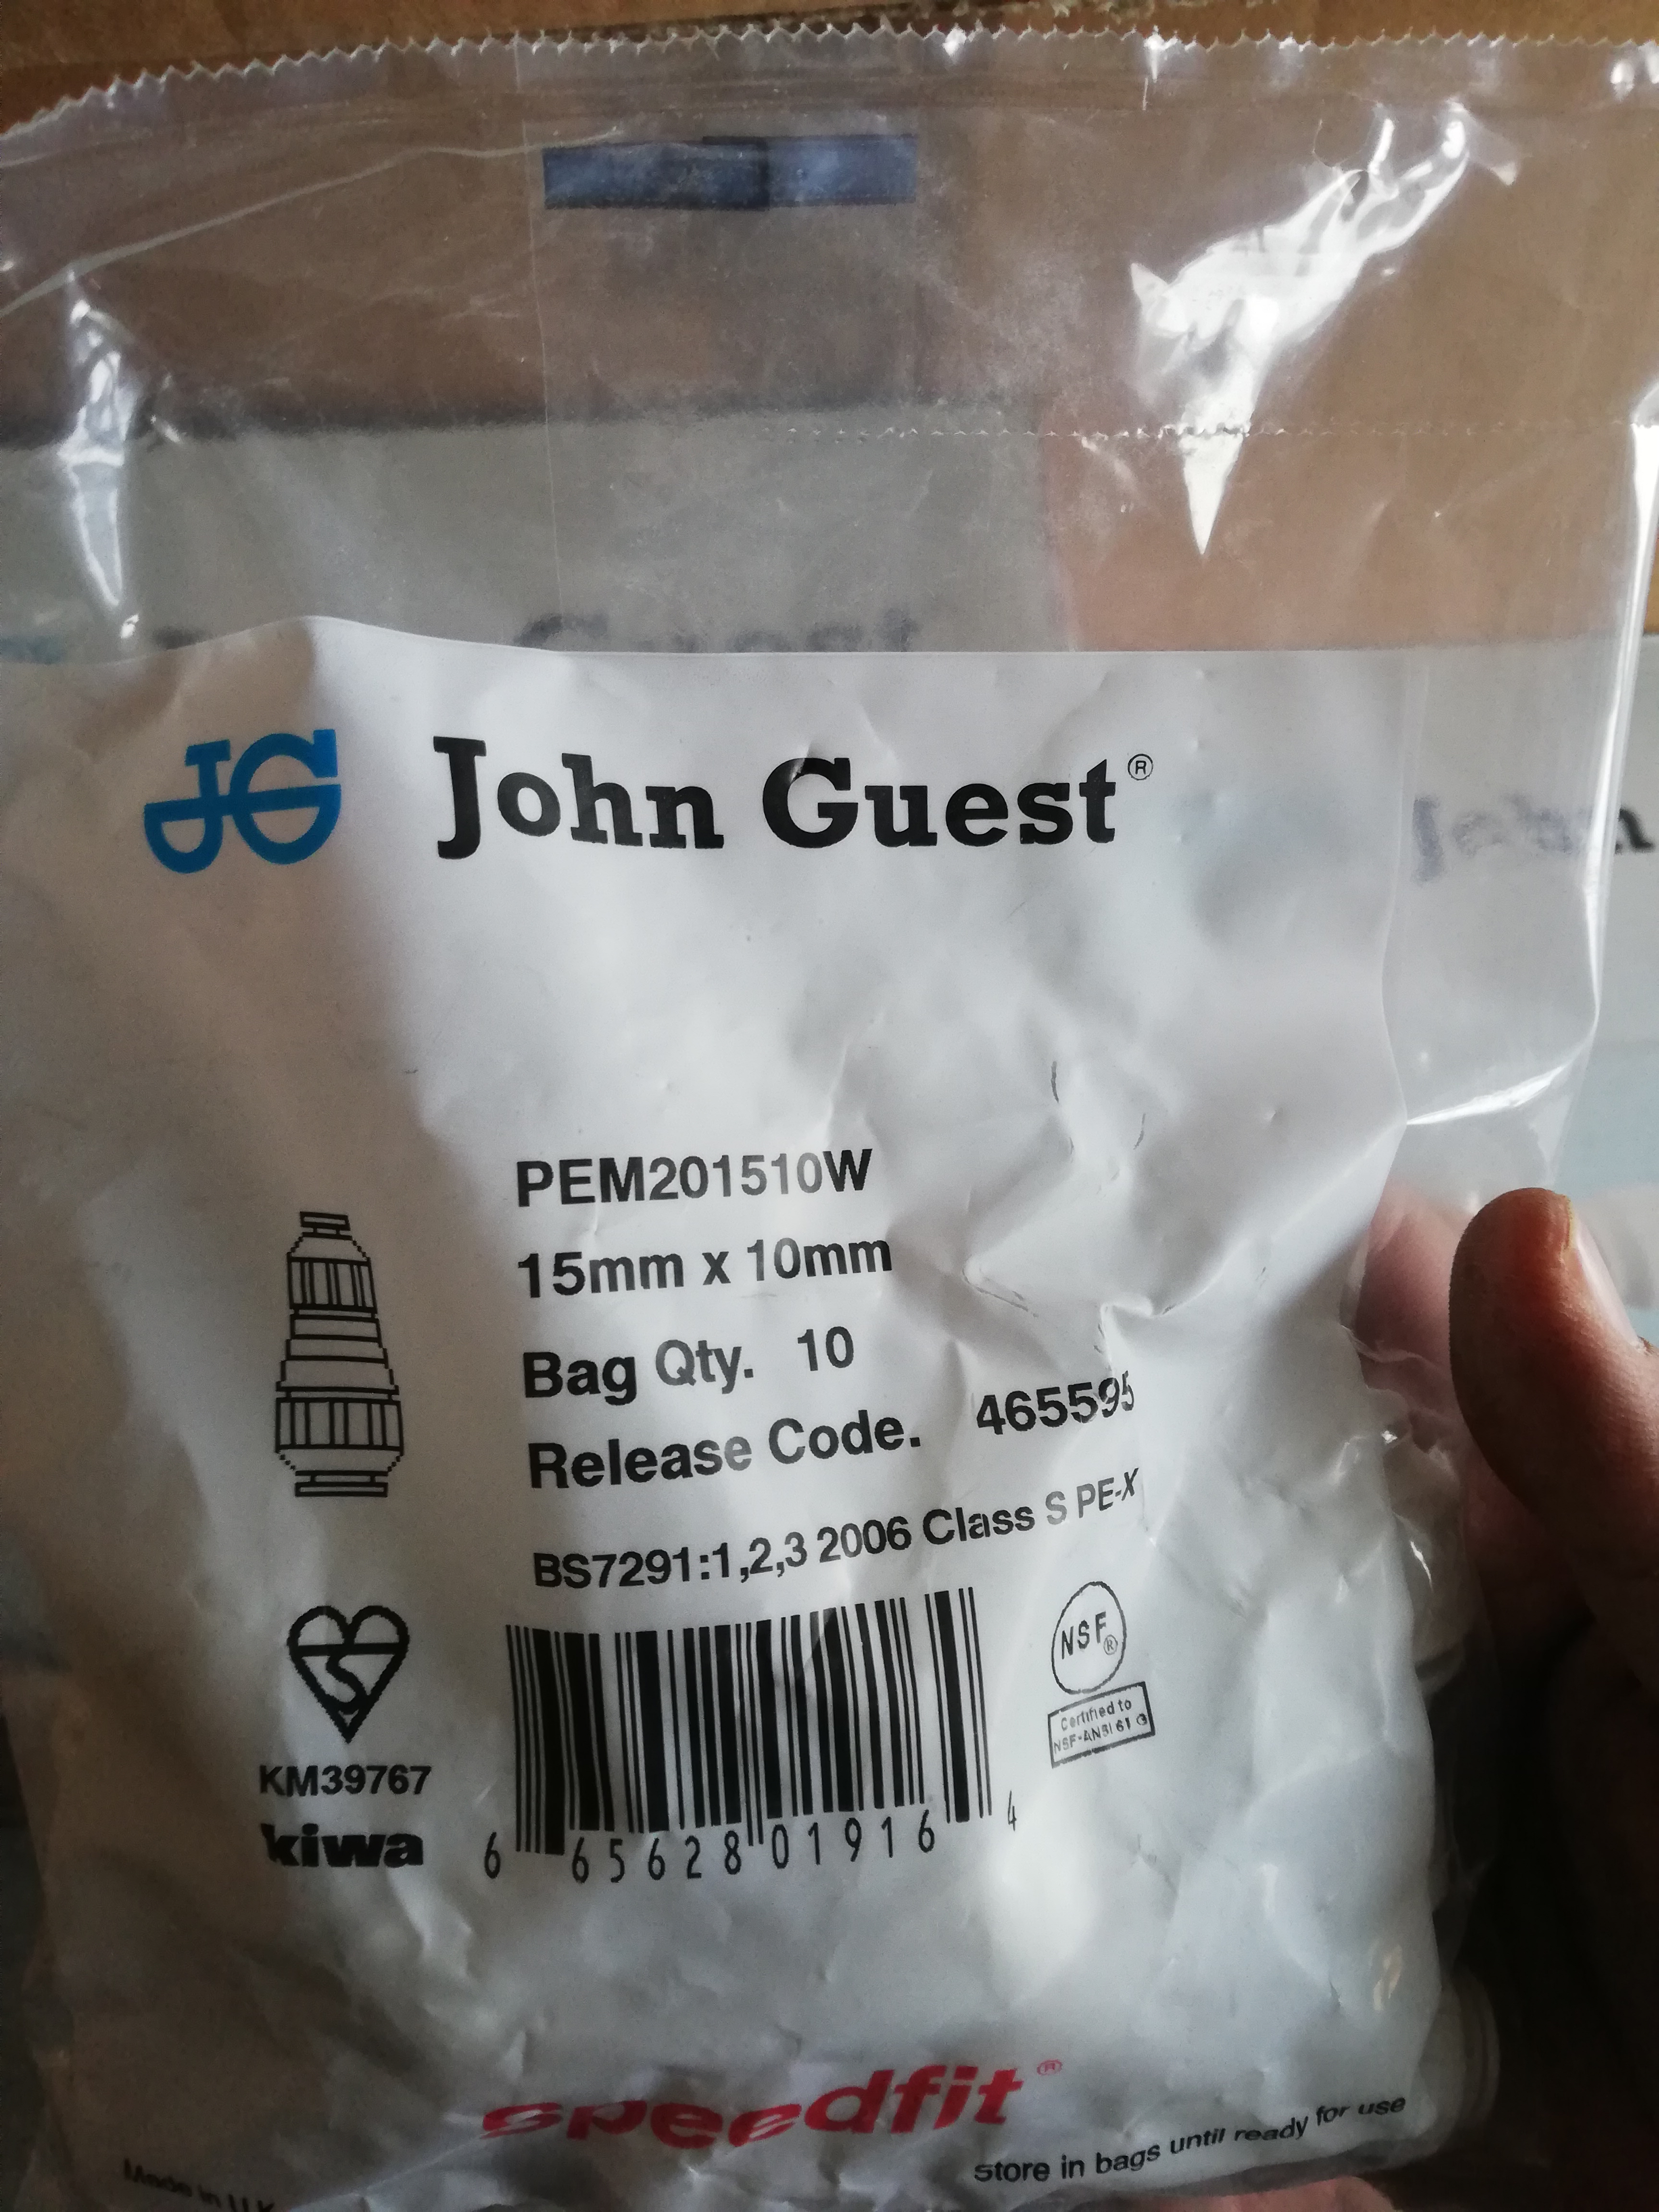 JG John Guest®
PEM201510W
15mm x 10mm
Bag Qty. 10
Release Code. 465595
BS7291:1,2,3 2006 Class S PE-X
NSF®
Certified to
NSF-ANSI 61 G
KM39767
kiwa
6 65628 01916 4
speedfit®
store in bags until ready for use
Made in U.K.